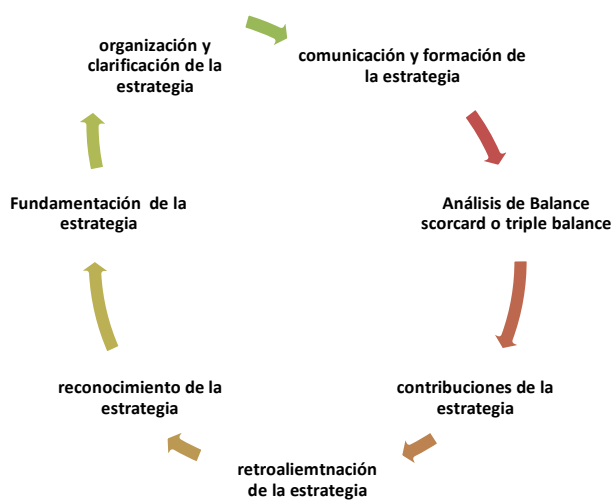 organización y
clarificación de la
estrategia
comunicación y formación de
la estrategia
Análisis de Balance
scorcard o triple balance
contribuciones de la
estrategia
retroaliemtnación
de la estrategia
reconocimiento de la
estrategia
Fundamentación de la
estrategia